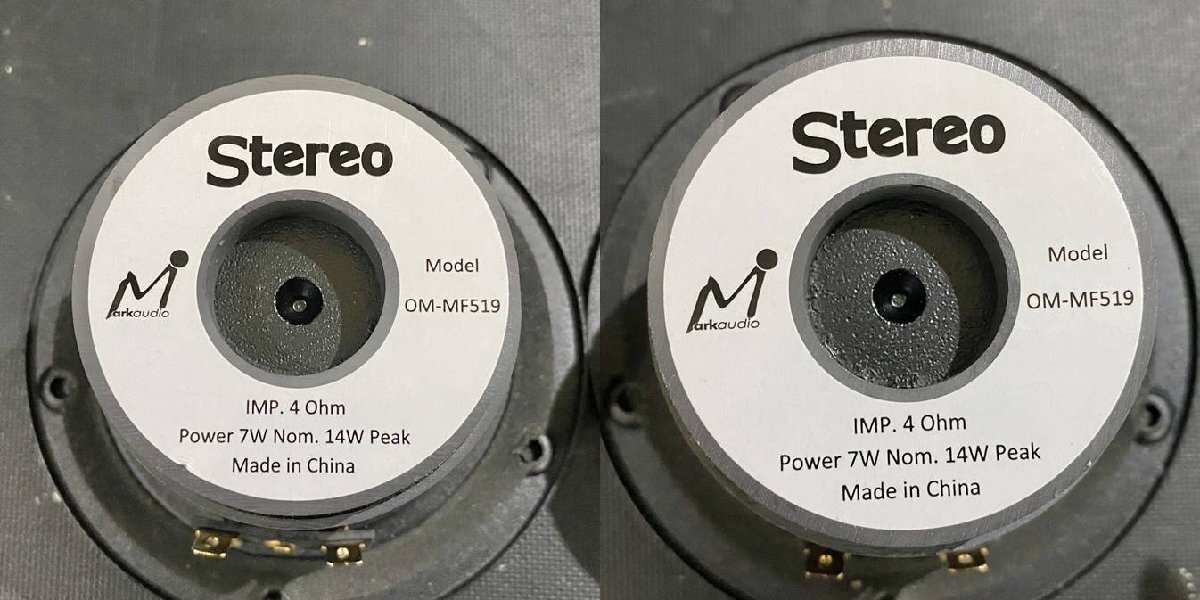 Stereo
Markaudio
Model
OM-MF519
IMP. 4 Ohm
Power 7W Nom. 14W Peak
Made in China
Stereo
Markaudio
Model
OM-MF519
IMP. 4 Ohm
Power 7W Nom. 14W Peak
Made in China